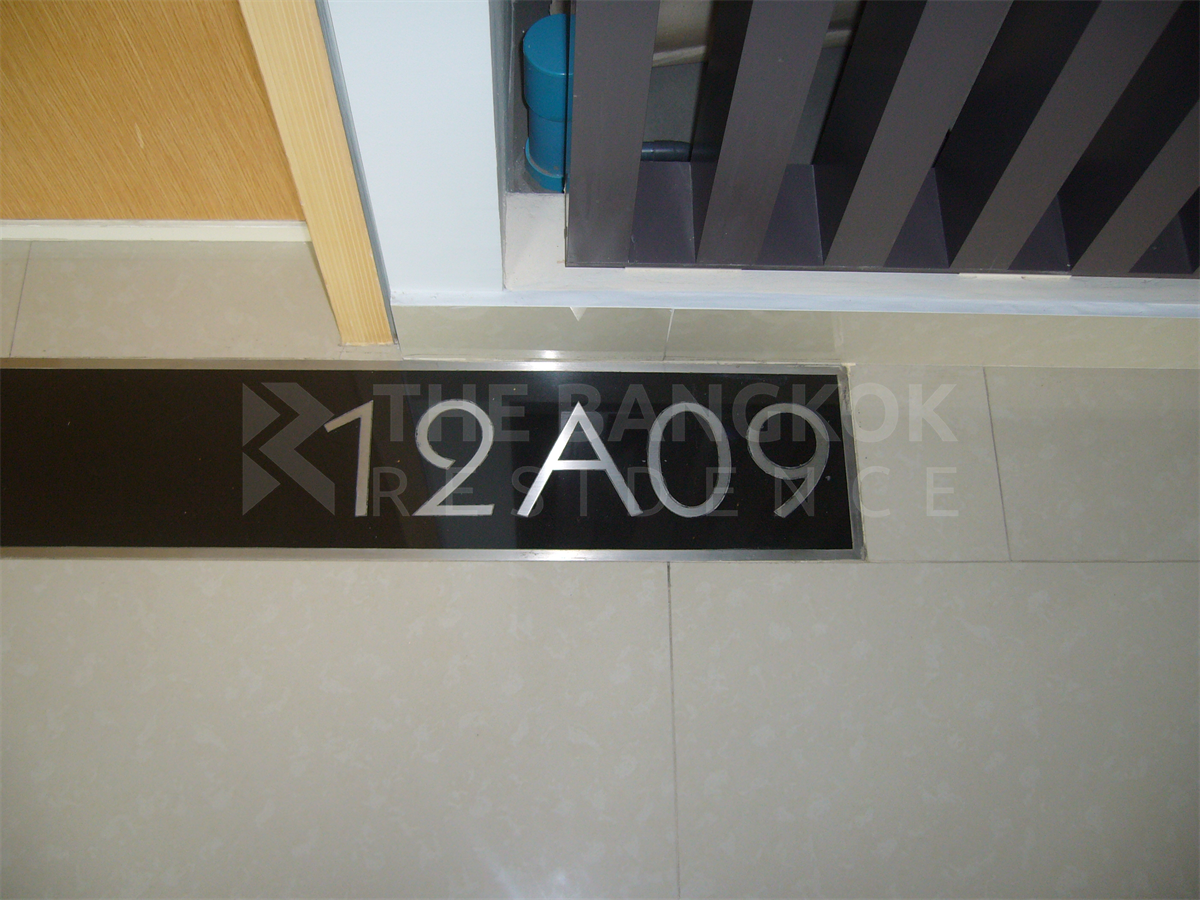 12A09
THE BANGKOK
RESIDENCE